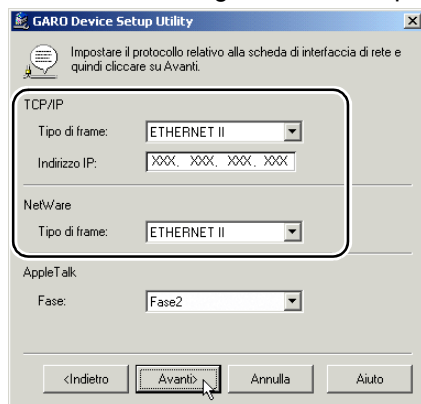 GARO Device Setup Utility
Impostare il protocollo relativo alla scheda di interfaccia di rete e
quindi cliccare su Avanti.
TCP/IP
Tipo di frame: ETHERNET II
Indirizzo IP: XXX. XXX. XXX. XXX
NetWare
Tipo di frame: ETHERNET II
AppleTalk
Fase: Fase2
<Indietro Avanti> Annulla Aiuto